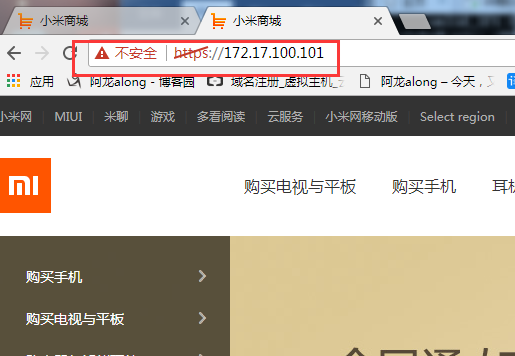 小米商城 小米商城
不安全 https://172.17.100.101
应用 阿龙along - 博客园 域名注册_虚拟主机_ 阿龙along – 今天，
小米网 MIUI 米聊 游戏 多看阅读 云服务 小米网移动版 Select region
mi 购买电视与平板 购买手机 耳机
购买手机
购买电视与平板